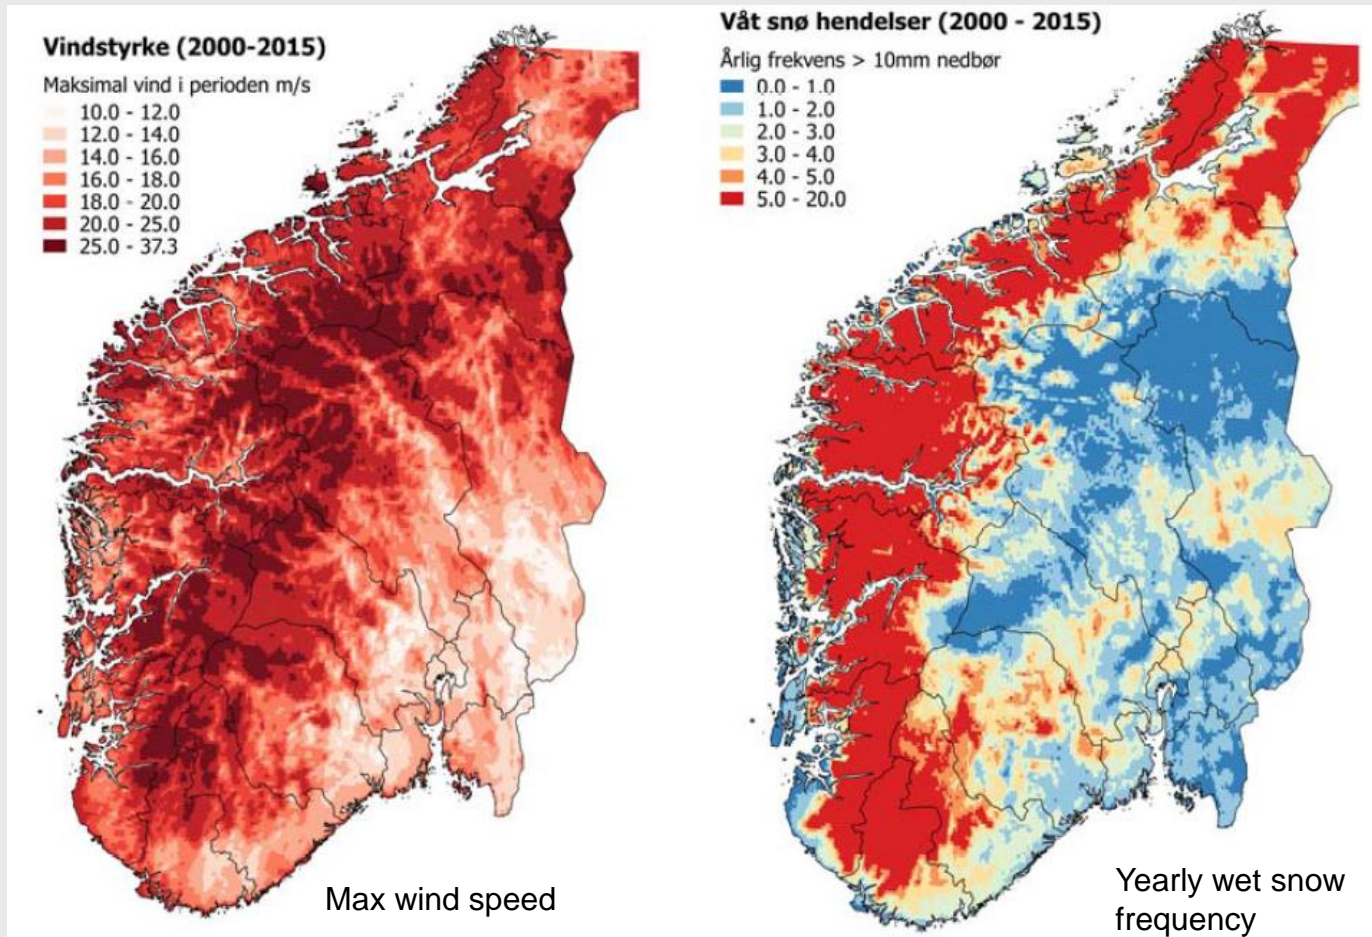 Vindstyrke (2000-2015)
Maksimal vind i perioden m/s
10.0 - 12.0
12.0 - 14.0
14.0 - 16.0
16.0 - 18.0
18.0 - 20.0
20.0 - 25.0
25.0 - 37.3
Max wind speed
Våt snø hendelser (2000 - 2015)
Årlig frekvens > 10mm nedbør
0.0 - 1.0
1.0 - 2.0
2.0 - 3.0
3.0 - 4.0
4.0 - 5.0
5.0 - 20.0
Yearly wet snow
frequency